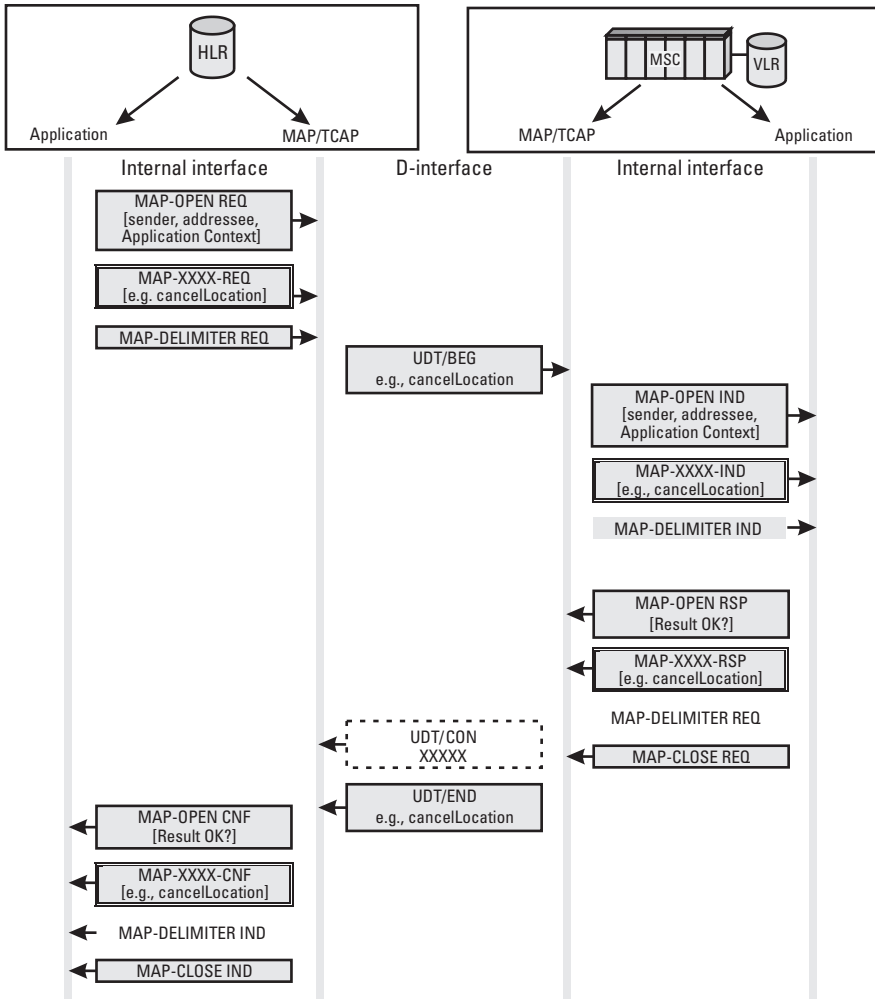 HLR
MSC
VLR
Application
MAP/TCAP
MAP/TCAP
Application
Internal interface
D-interface
Internal interface
MAP-OPEN REQ
[sender, addressee,
Application Context]
MAP-XXXX-REQ
[e.g. cancelLocation]
MAP-DELIMITER REQ
UDT/BEG
e.g., cancelLocation
MAP-OPEN IND
[sender, addressee,
Application Context]
MAP-XXXX-IND
[e.g., cancelLocation]
MAP-DELIMITER IND
MAP-OPEN RSP
[Result OK?]
MAP-XXXX-RSP
[e.g. cancelLocation]
MAP-DELIMITER REQ
UDT/CON
XXXXX
MAP-CLOSE REQ
UDT/END
e.g., cancelLocation
MAP-OPEN CNF
[Result OK?]
MAP-XXXX-CNF
[e.g., cancelLocation]
MAP-DELIMITER IND
MAP-CLOSE IND